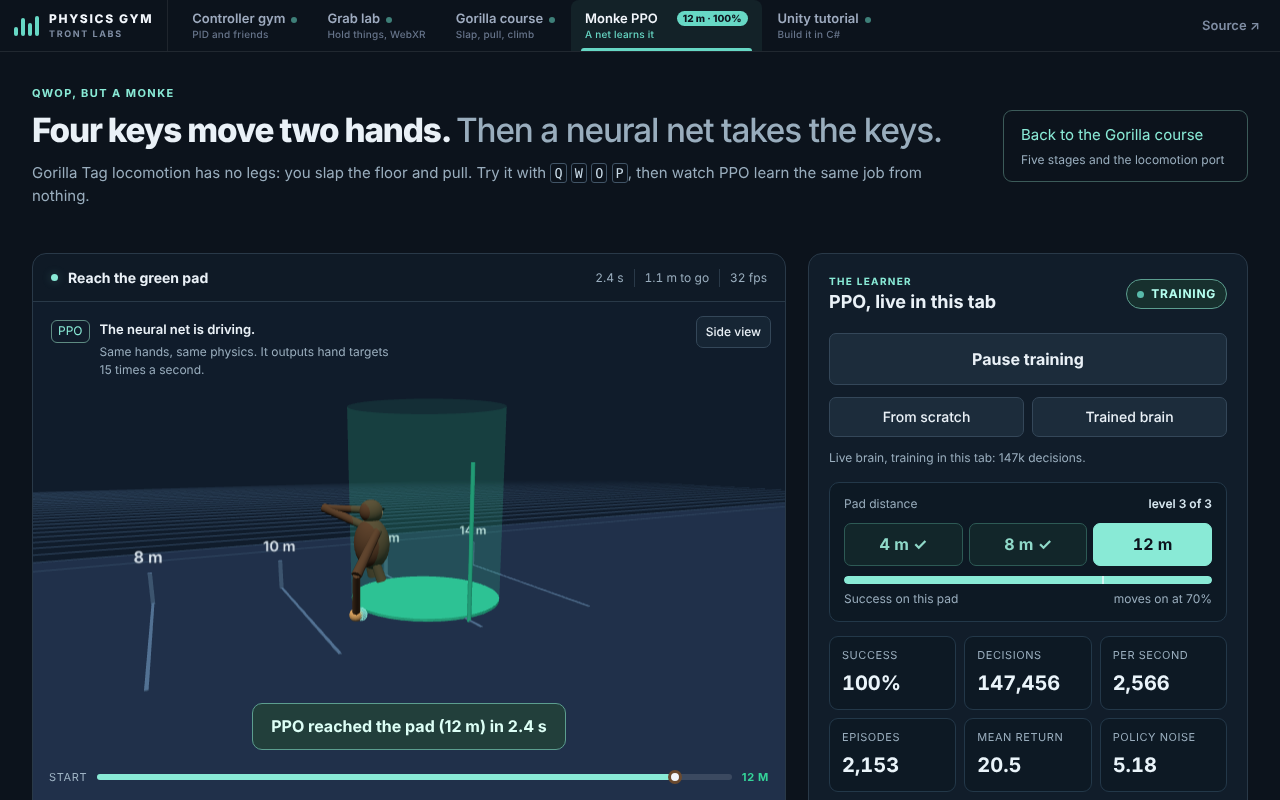 PHYSICS GYM
TRONT LABS
Controller gym
PID and friends
Grab lab
Hold things, WebXR
Gorilla course
Slap, pull, climb
Monke PPO
12 m · 100%
A net learns it
Unity tutorial
Build it in C#
Source ↗
QWOP, BUT A MONKE
Four keys move two hands. Then a neural net takes the keys.
Gorilla Tag locomotion has no legs: you slap the floor and pull. Try it with Q W O P, then watch PPO learn the same job from
nothing.
Back to the Gorilla course
Five stages and the locomotion port
Reach the green pad
2.4 s
1.1 m to go
32 fps
PPO
The neural net is driving.
Same hands, same physics. It outputs hand targets
15 times a second.
Side view
8 m
10 m
m
14 m
PPO reached the pad (12 m) in 2.4 s
START
12 M
THE LEARNER
PPO, live in this tab
TRAINING
Pause training
From scratch
Trained brain
Live brain, training in this tab: 147k decisions.
Pad distance
level 3 of 3
4 m ✓
8 m ✓
12 m
Success on this pad
moves on at 70%
SUCCESS
100%
DECISIONS
147,456
PER SECOND
2,566
EPISODES
2,153
MEAN RETURN
20.5
POLICY NOISE
5.18